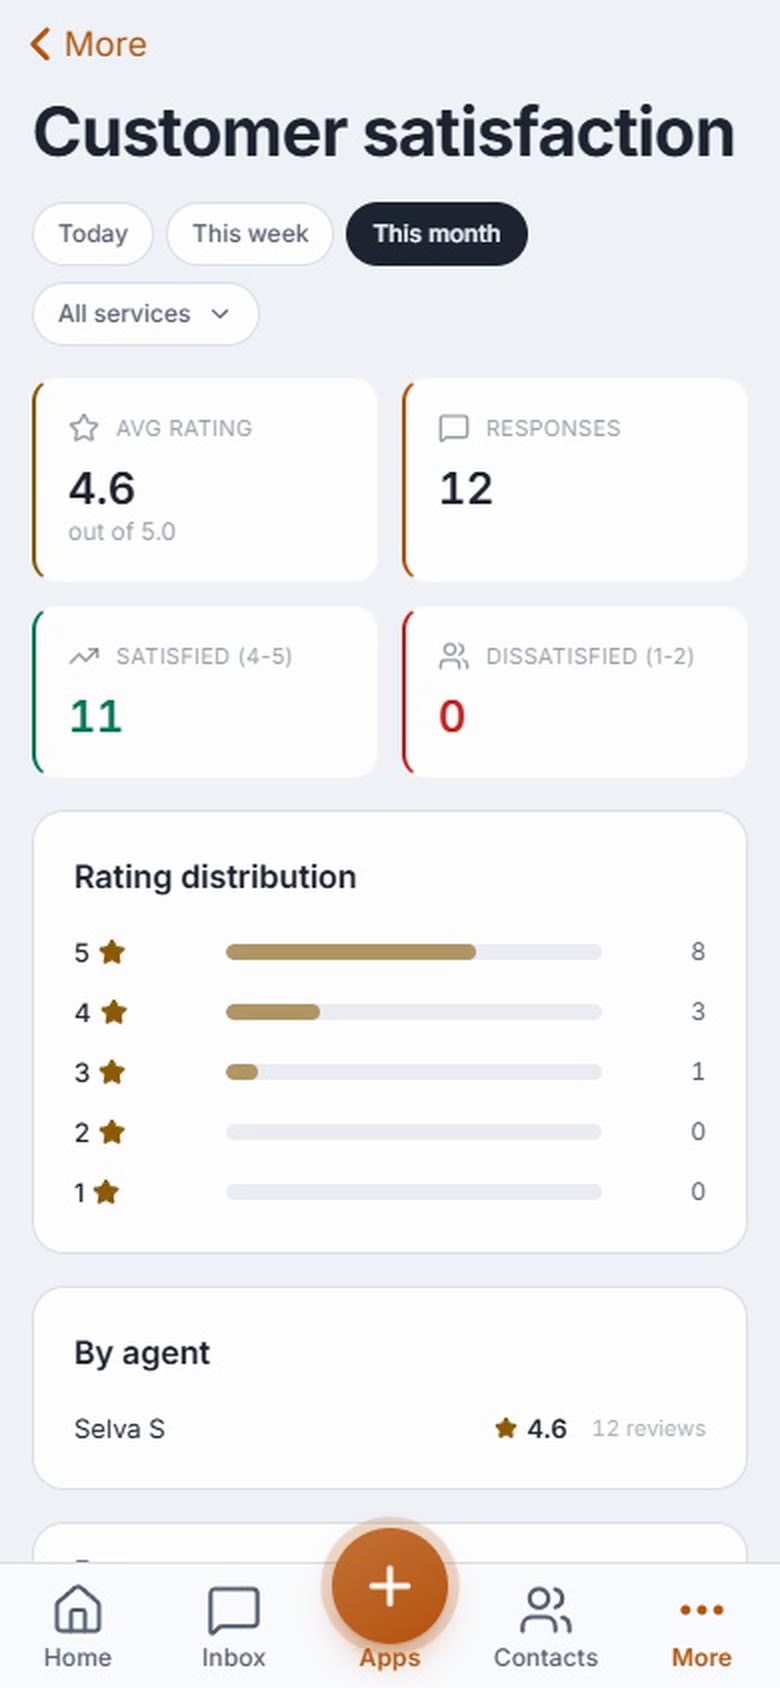 More
Customer satisfaction
Today This week This month
All services
AVG RATING
4.6
out of 5.0
RESPONSES
12
SATISFIED (4-5)
11
DISSATISFIED (1-2)
0
Rating distribution
5 8
4 3
3 1
2 0
1 0
By agent
Selva S 4.6 12 reviews
Home Inbox Apps Contacts More